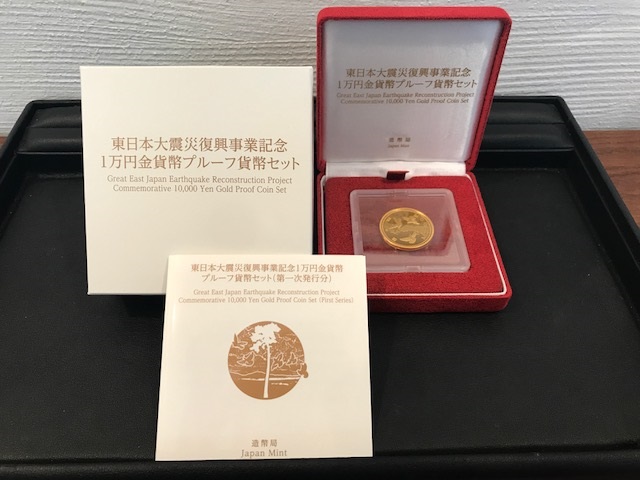 東日本大震災復興事業記念
1万円金貨幣プルーフ貨幣セット
Great East Japan Earthquake Reconstruction Project
Commemorative 10,000 Yen Gold Proof Coin Set
東日本大震災復興事業記念
1万円金貨幣プルーフ貨幣セット
Great East Japan Earthquake Reconstruction Project
Commemorative 10,000 Yen Gold Proof Coin Set
造幣局
Japan Mint
東日本大震災復興事業記念1万円金貨幣
プルーフ貨幣セット(第一次発行分)
Great East Japan Earthquake Reconstruction Project
Commemorative 10,000 Yen Gold Proof Coin Set (First Series)
造幣局
Japan Mint